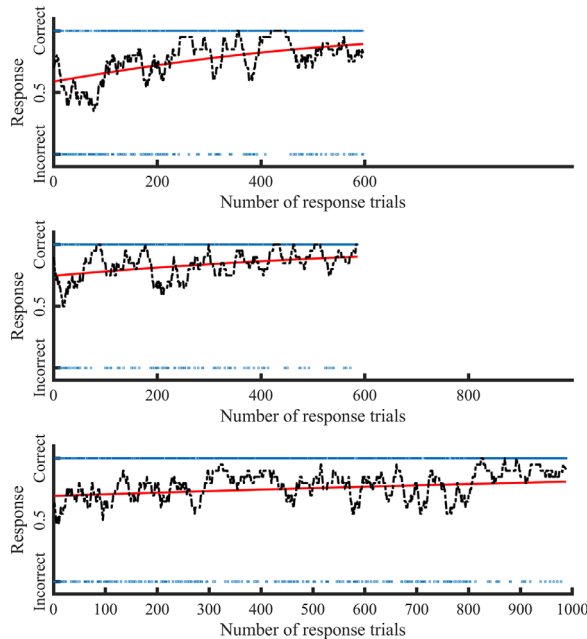 Correct
0.5
Incorrect
Response
0 200 400 600
Number of response trials
Correct
0.5
Incorrect
Response
0 200 400 600 800
Number of response trials
Correct
0.5
Incorrect
Response
0 100 200 300 400 500 600 700 800 900 1000
Number of response trials